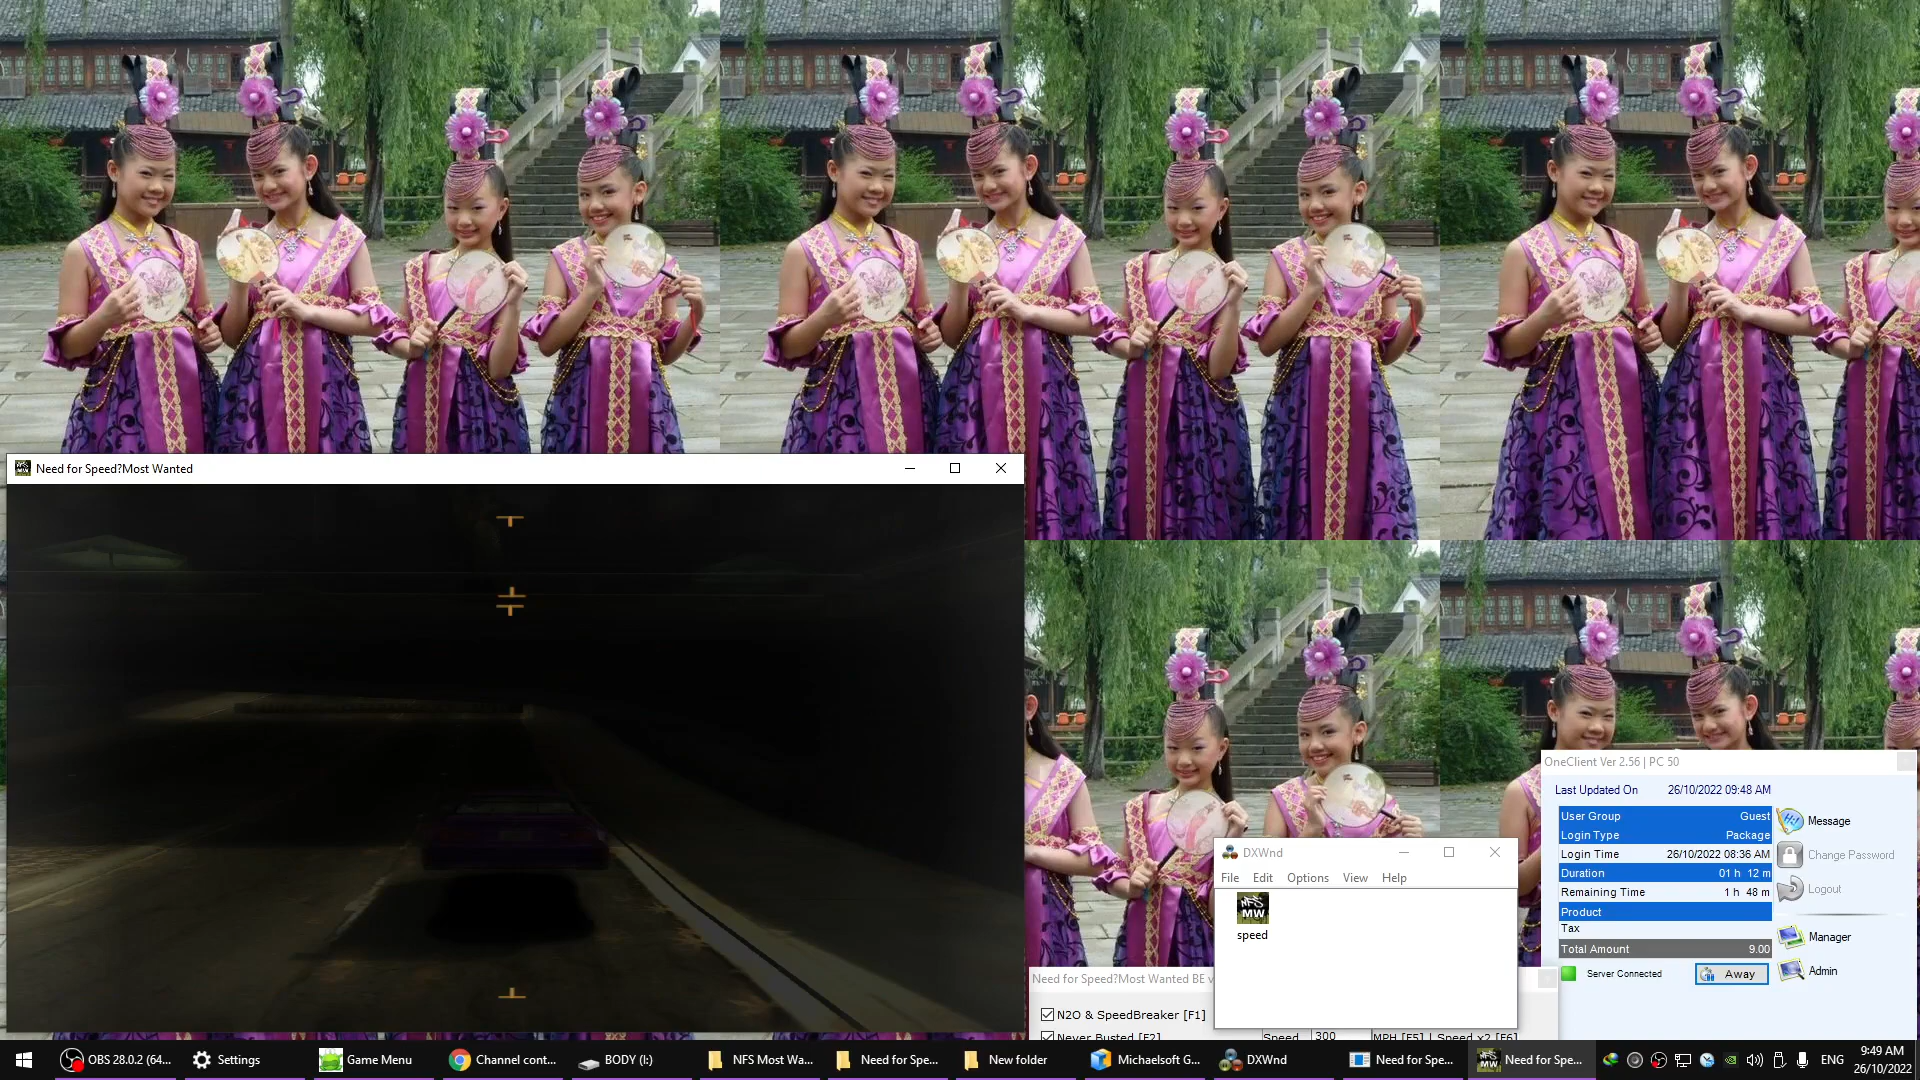 Need for Speed?Most Wanted
OneClient Ver 2.56 | PC 50
Last Updated On 26/10/2022 09:48 AM
User Group Guest
Login Type Package
Login Time 26/10/2022 08:36 AM
Duration 01 h 12 m
Remaining Time 1 h 48 m
Product
Tax
Total Amount 9.00
Server Connected
Away
Message
Change Password
Logout
Manager
Admin
DXWnd
File Edit Options View Help
NFS
MW
speed
Need for Speed?Most Wanted BE v
N2O & SpeedBreaker [F1]
Never Busted [F2] Speed 300 MPH [F5] | Speed x2 [F6]
OBS 28.0.2 (64...
Settings
Game Menu
Channel cont...
BODY (I:)
NFS Most Wa...
Need for Spe...
New folder
Michaelsoft G...
DXWnd
Need for Spe...
Need for Spe...
ENG
9:49 AM
26/10/2022